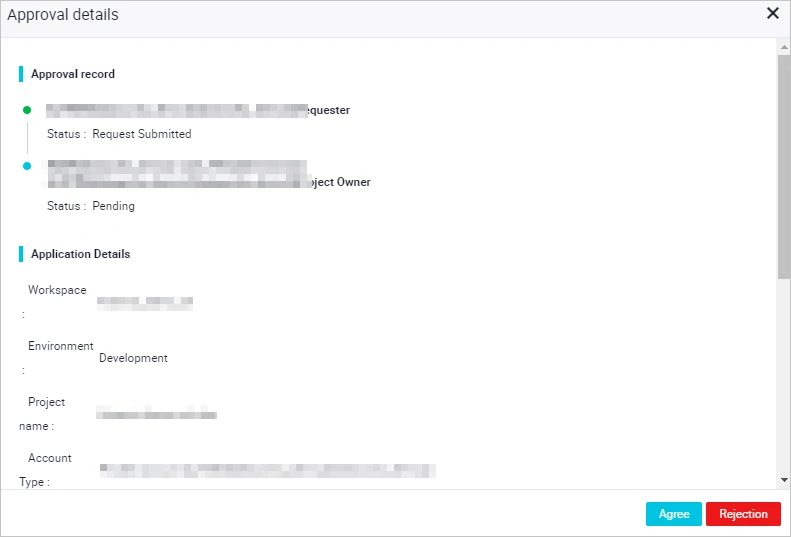 Approval details
Approval record
equester
Status : Request Submitted
oject Owner
Status : Pending
Application Details
Workspace
:
Environment
:
Development
Project
name :
Account
Type :
Agree
Rejection